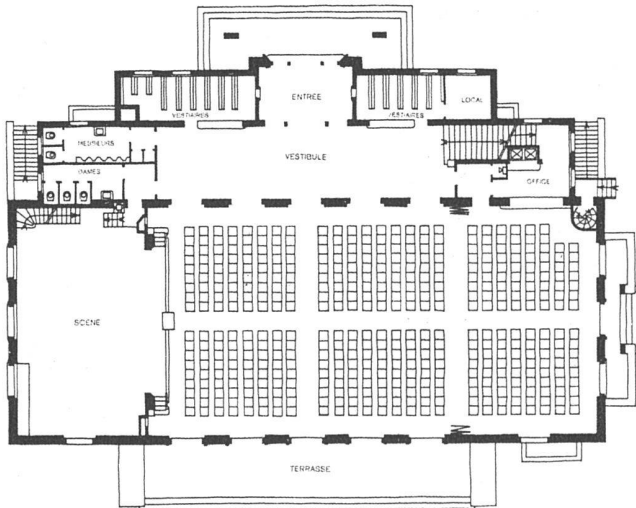 ENTRÉE
VESTIAIRES
VESTIAIRES
LOCAL
MESSIEURS
VESTIBULE
DAMES
OFFICE
SCÈNE
TERRASSE